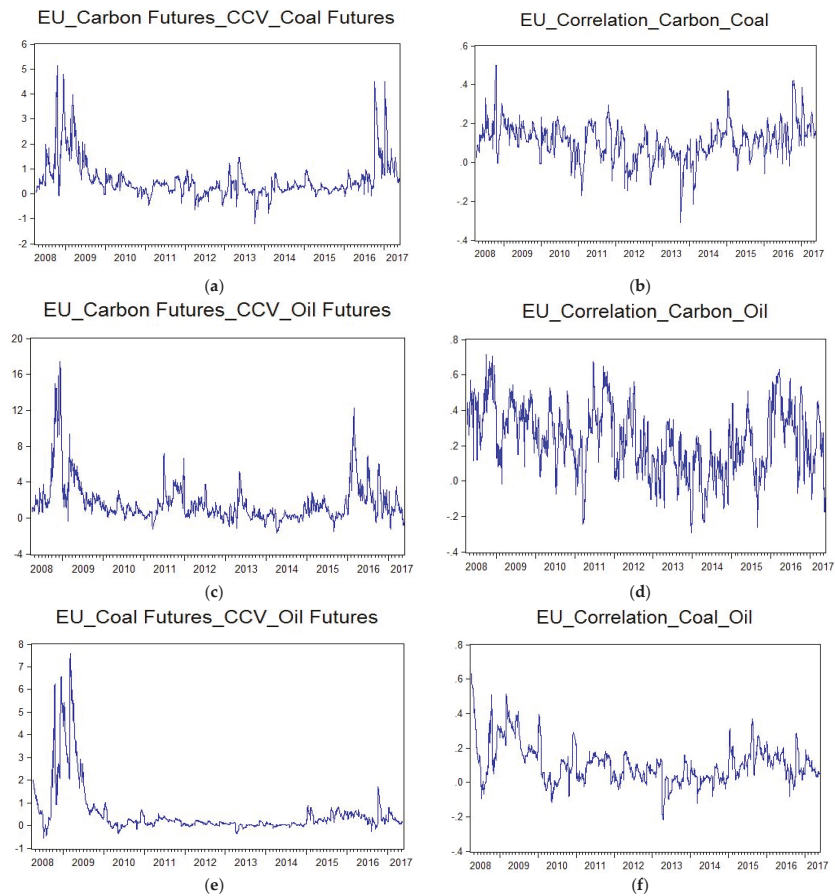 EU_Carbon Futures_CCV_Coal Futures
6
5
4
3
2
1
0
-1
-2
2008 2009 2010 2011 2012 2013 2014 2015 2016 2017
(a)
EU_Correlation_Carbon_Coal
.6
.4
.2
.0
-.2
-.4
2008 2009 2010 2011 2012 2013 2014 2015 2016 2017
(b)
EU_Carbon Futures_CCV_Oil Futures
20
16
12
8
4
0
-4
2008 2009 2010 2011 2012 2013 2014 2015 2016 2017
(c)
EU_Correlation_Carbon_Oil
.8
.6
.4
.2
.0
-.2
-.4
2008 2009 2010 2011 2012 2013 2014 2015 2016 2017
(d)
EU_Coal Futures_CCV_Oil Futures
8
7
6
5
4
3
2
1
0
-1
2008 2009 2010 2011 2012 2013 2014 2015 2016 2017
(e)
EU_Correlation_Coal_Oil
.8
.6
.4
.2
.0
-.2
-.4
2008 2009 2010 2011 2012 2013 2014 2015 2016 2017
(f)